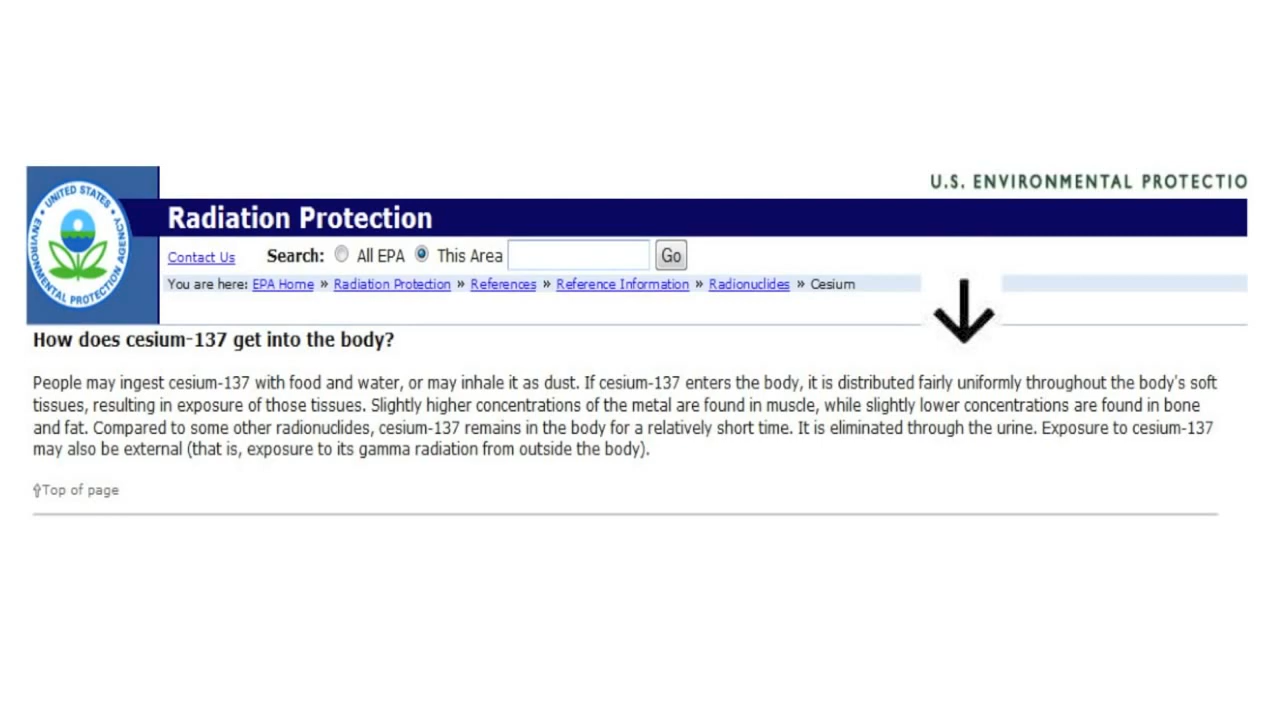 U.S. ENVIRONMENTAL PROTECTIO
UNITED STATES
ENVIRONMENTAL PROTECTION AGENCY
Radiation Protection
Contact Us Search: All EPA This Area Go
You are here: EPA Home » Radiation Protection » References » Reference Information » Radionuclides » Cesium
How does cesium-137 get into the body?
People may ingest cesium-137 with food and water, or may inhale it as dust. If cesium-137 enters the body, it is distributed fairly uniformly throughout the body's soft
tissues, resulting in exposure of those tissues. Slightly higher concentrations of the metal are found in muscle, while slightly lower concentrations are found in bone
and fat. Compared to some other radionuclides, cesium-137 remains in the body for a relatively short time. It is eliminated through the urine. Exposure to cesium-137
may also be external (that is, exposure to its gamma radiation from outside the body).
⇧Top of page